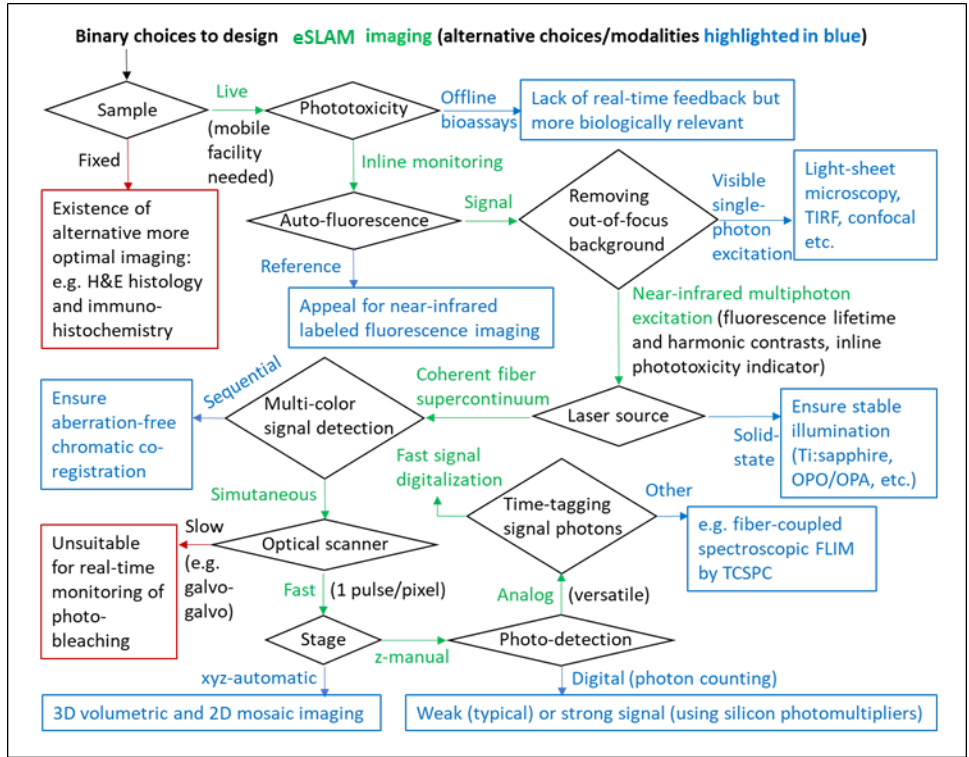 Binary choices to design eSLAM imaging (alternative choices/modalities highlighted in blue)
Sample
Live
(mobile
facility
needed)
Phototoxicity
Offline
bioassays
Lack of real-time feedback but
more biologically relevant
Fixed
Inline monitoring
Existence of
alternative more
optimal imaging:
e.g. H&E histology
and immuno-
histochemistry
Auto-fluorescence
Signal
Removing
out-of-focus
background
Visible
single-
photon
excitation
Light-sheet
microscopy,
TIRF, confocal
etc.
Reference
Appeal for near-infrared
labeled fluorescence imaging
Near-infrared multiphoton
excitation (fluorescence lifetime
and harmonic contrasts, inline
phototoxicity indicator)
Laser source
Solid-
state
Ensure stable
illumination
(Ti:sapphire,
OPO/OPA, etc.)
Coherent fiber
supercontinuum
Multi-color
signal detection
Sequential
Ensure
aberration-free
chromatic co-
registration
Simutaneous
Optical scanner
Slow
(e.g.
galvo-
galvo)
Unsuitable
for real-time
monitoring of
photo-
bleaching
Fast (1 pulse/pixel)
Stage
xyz-automatic
3D volumetric and 2D mosaic imaging
z-manual
Photo-detection
Digital (photon counting)
Weak (typical) or strong signal (using silicon photomultipliers)
Analog (versatile)
Time-tagging
signal photons
Other
e.g. fiber-coupled
spectroscopic FLIM
by TCSPC
Fast signal
digitalization